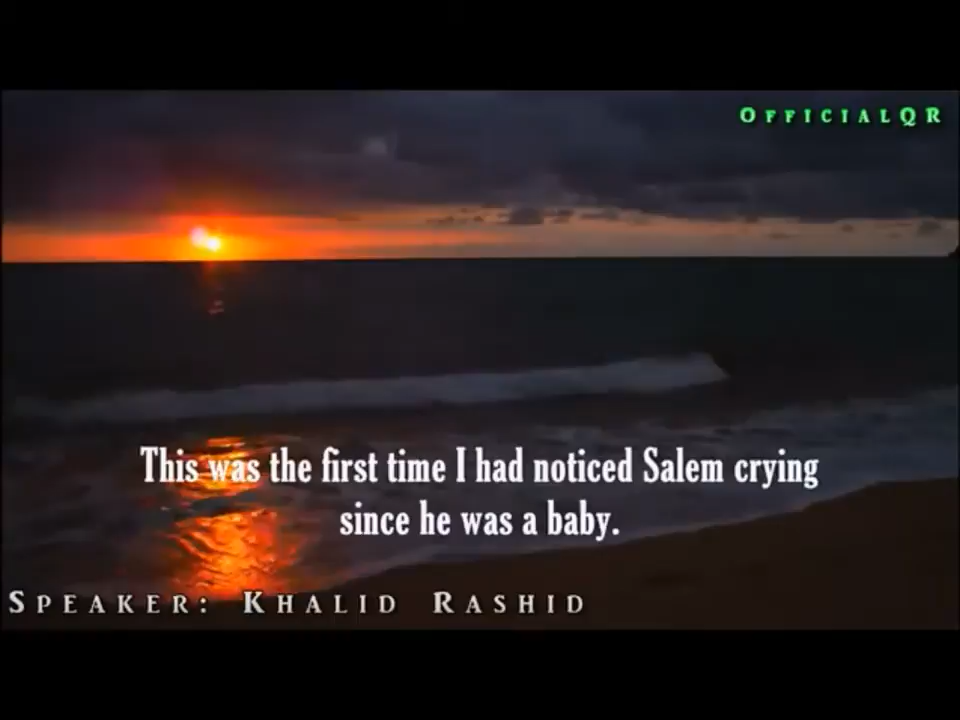 OFFICIALQR
This was the first time I had noticed Salem crying
since he was a baby.
SPEAKER: KHALID RASHID